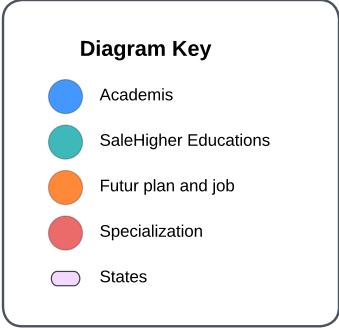 Diagram Key
Academis
SaleHigher Educations
Futur plan and job
Specialization
States